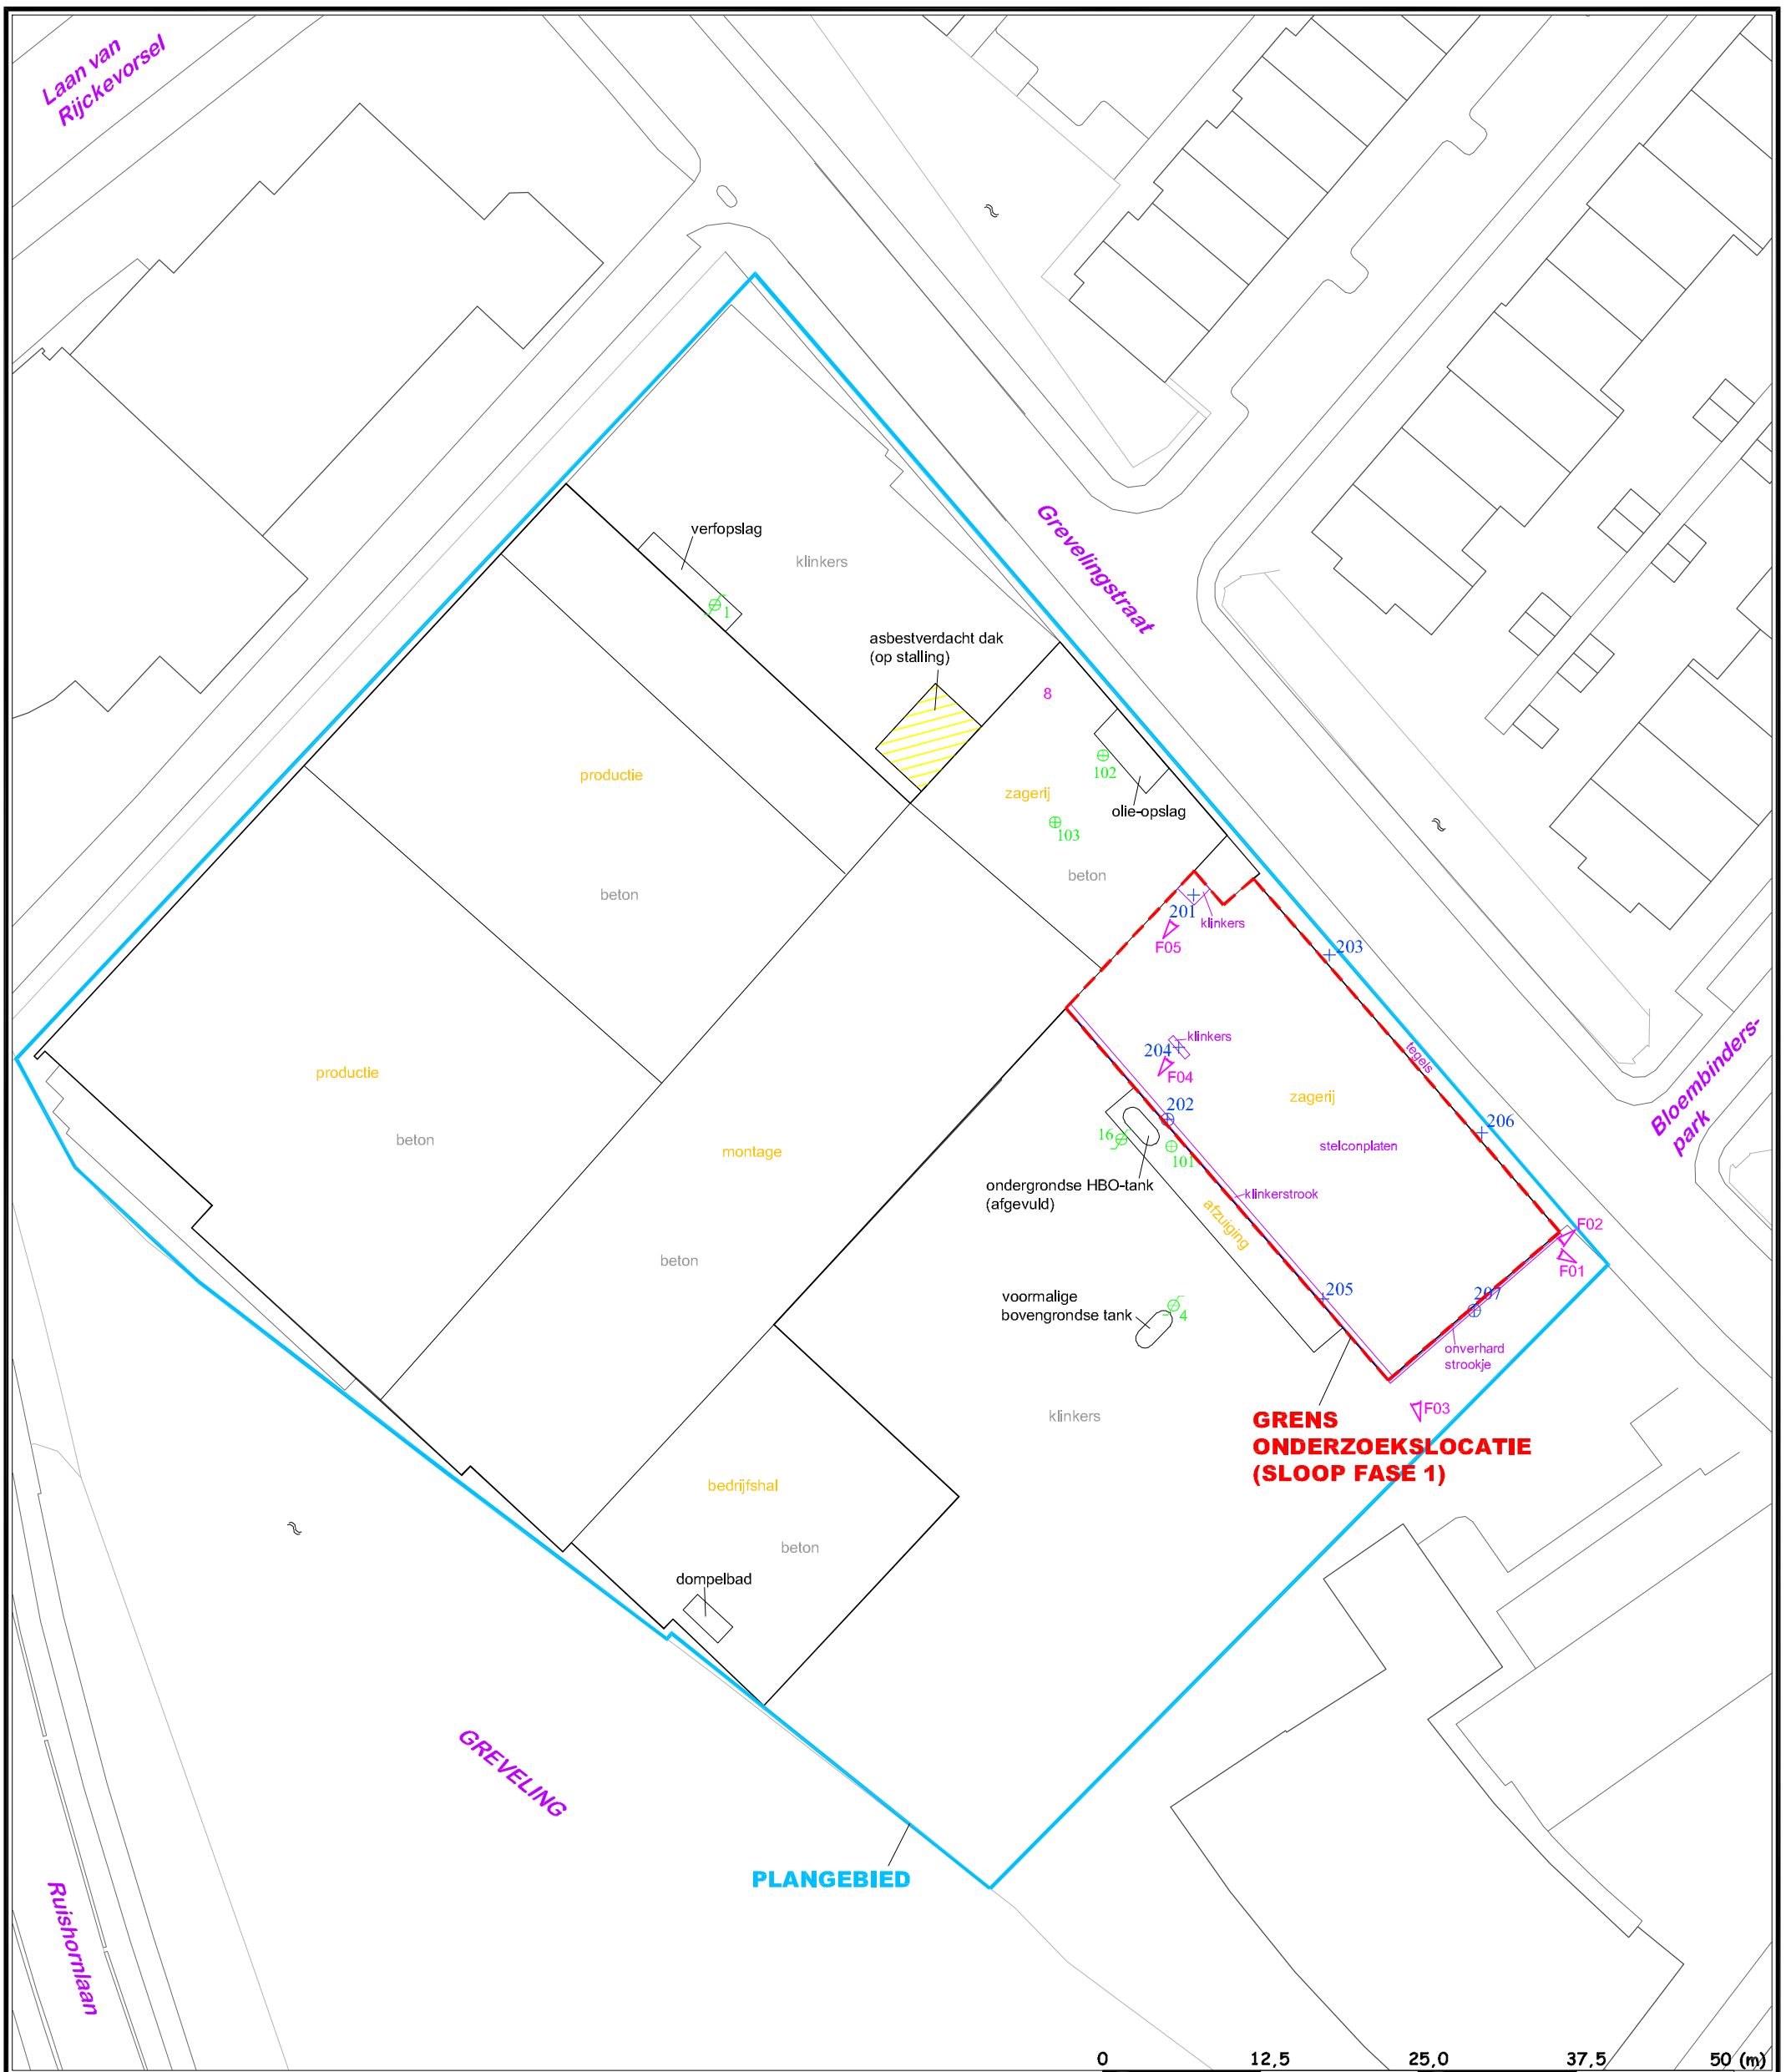 Laan van
Rijckevorsel
verfopslag
klinkers
1
Grevelingstraat
asbestverdacht dak
(op stalling)
8
productie
102
zagerij
olie-opslag
103
beton
beton
201
klinkers
F05
203
klinkers
204
tegels
F04
Bloembinders-
park
productie
zagerij
202
206
beton
16
101
stelconplaten
montage
ondergrondse HBO-tank
(afgevuld)
klinkerstrook
afzuiging
F02
beton
F01
voormalige
bovengrondse tank
4
205
207
onverhard
strookje
klinkers
F03
GRENS
ONDERZOEKSLOCATIE
(SLOOP FASE 1)
bedrijfshal
beton
dompelbad
GREVELING
PLANGEBIED
Ruishornlaan
0 12,5 25,0 37,5 50 (m)